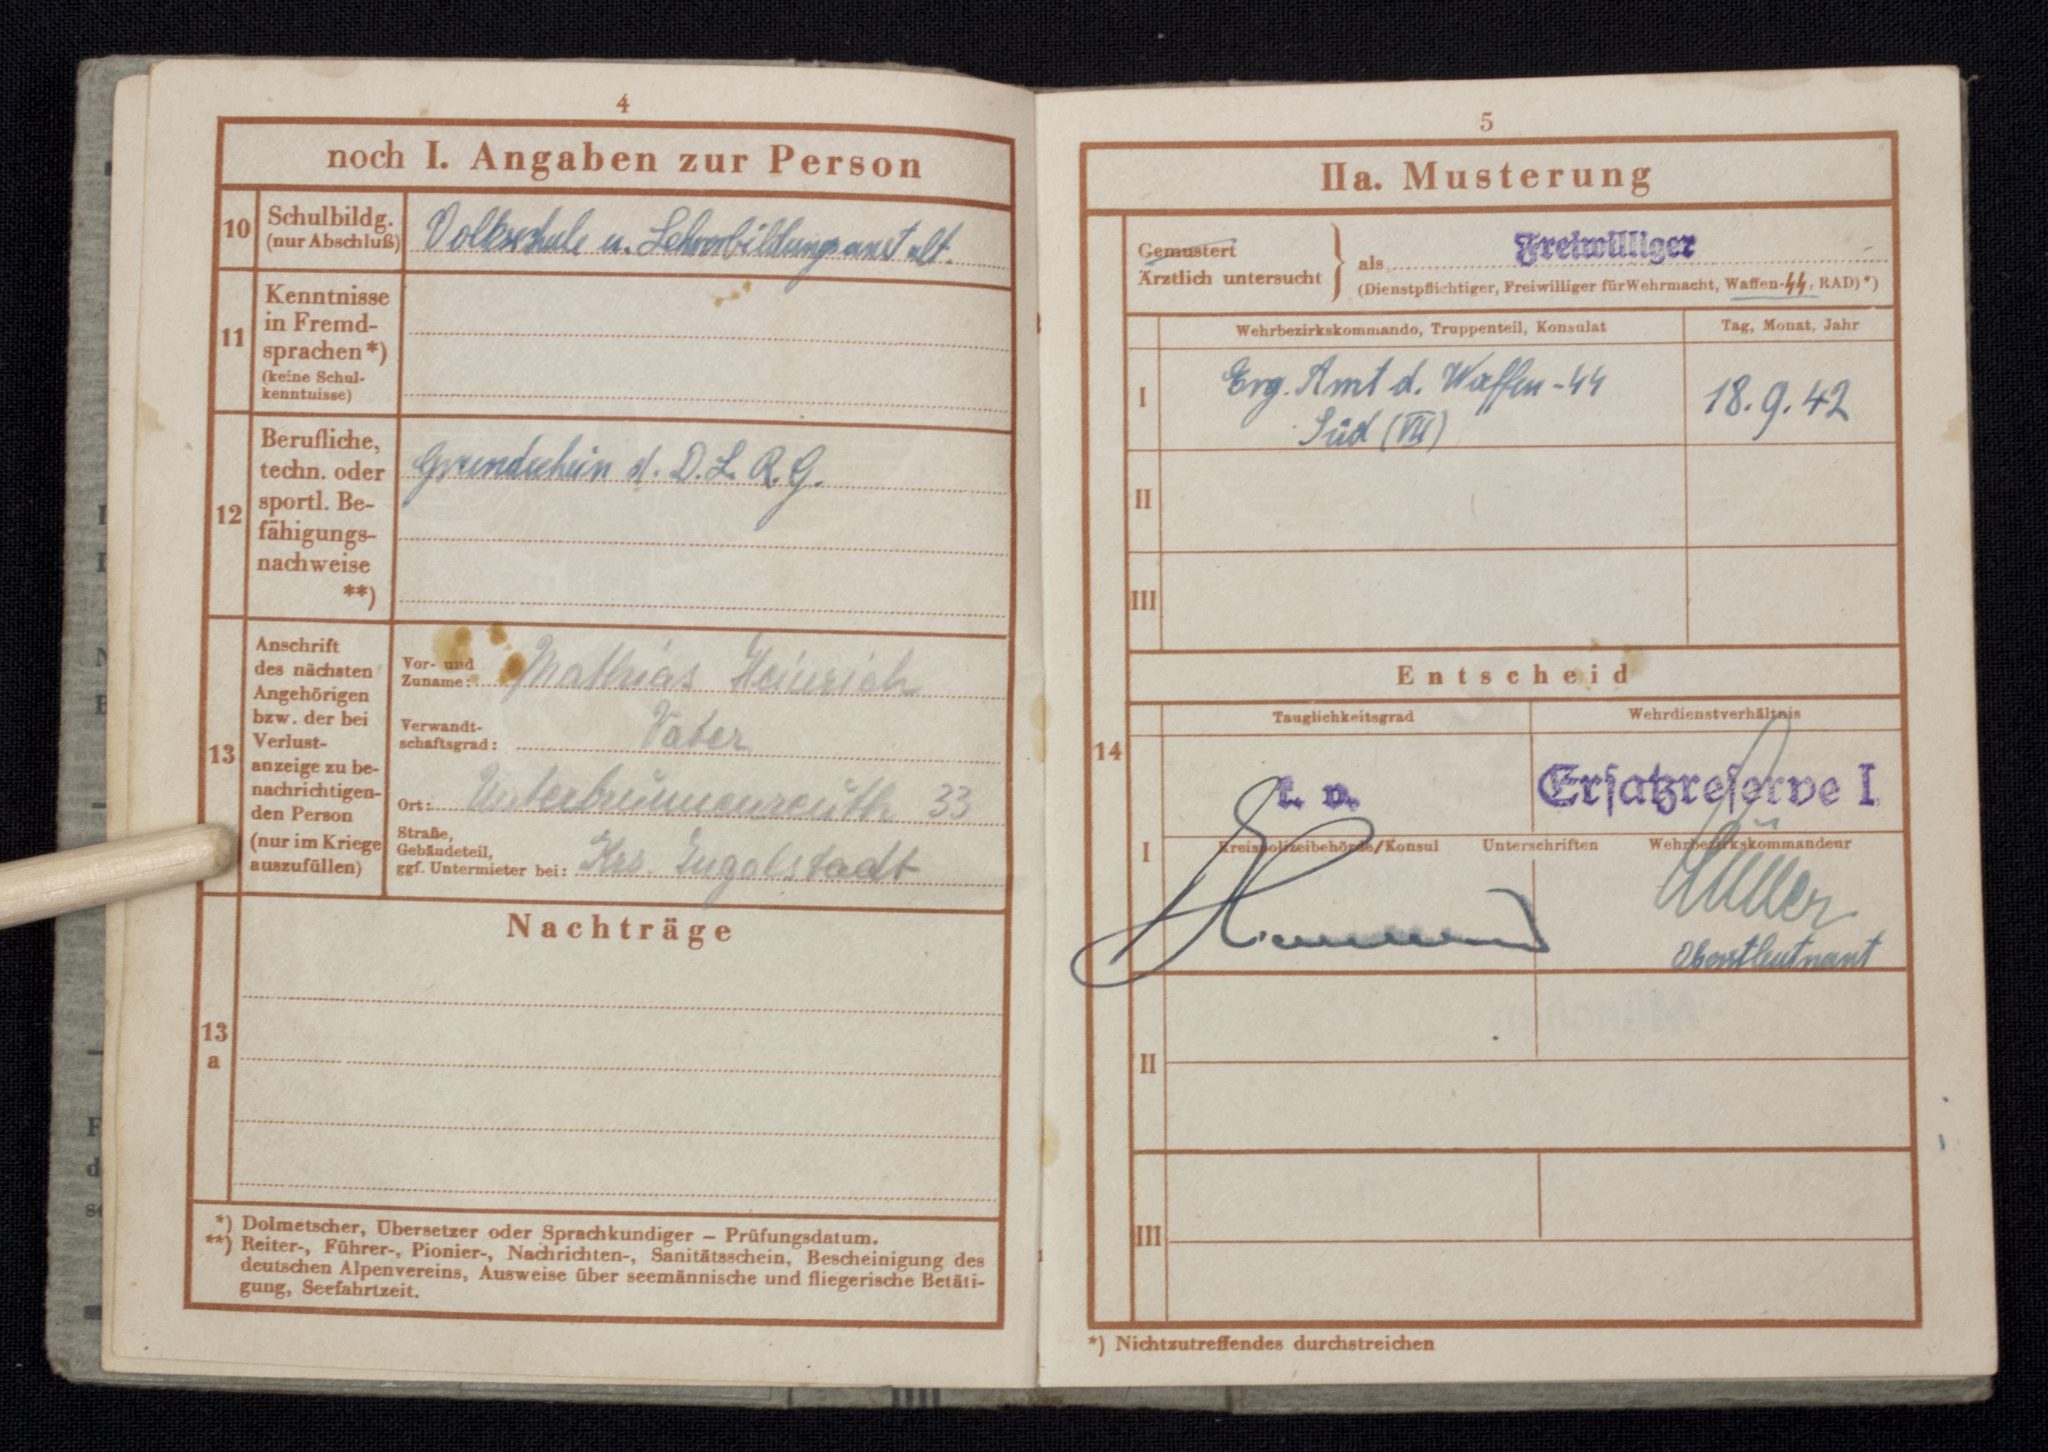 4
noch I. Angaben zur Person
10
Schulbildg.
(nur Abschluß)
Volksschule u. Lehrerbildungsanstalt.
11
Kenntnisse
in Fremd-
sprachen *)
(keine Schul-
kenntnisse)
12
Berufliche,
techn. oder
sportl. Be-
fähigungs-
nachweise
**)
Grundschein d. D.L.R.G.
13
Anschrift
des nächsten
Angehörigen
bzw. der bei
Verlust-
anzeige zu be-
nachrichtigen-
den Person
(nur im Kriege
auszufüllen)
Vor- und
Zuname: Mathias Heinrich
Verwandt-
schaftsgrad: Vater
Ort: Unterbrunnenreuth 33
Straße,
Gebäudeteil,
ggf. Untermieter bei: Krs. Ingolstadt
Nachträge
13
a
*) Dolmetscher, Übersetzer oder Sprachkundiger – Prüfungsdatum.
**) Reiter-, Führer-, Pionier-, Nachrichten-, Sanitätsschein, Bescheinigung des
deutschen Alpenvereins, Ausweise über seemännische und fliegerische Betäti-
gung, Seefahrtzeit.
5
IIa. Musterung
Gemustert
Ärztlich untersucht
als Freiwilliger
(Dienstpflichtiger, Freiwilliger für Wehrmacht, Waffen-SS, RAD) *)
Wehrbezirkskommando, Truppenteil, Konsulat
Tag, Monat, Jahr
I
Erg. Amt d. Waffen-SS
Süd (VII)
18.9.42
II
III
Entscheid
14
Tauglichkeitsgrad
Wehrdienstverhältnis
I
k. v.
Ersatzreserve I
Kreispolizeibehörde/Konsul Unterschriften Wehrbezirkskommandeur
Oberstleutnant
II
III
*) Nichtzutreffendes durchstreichen